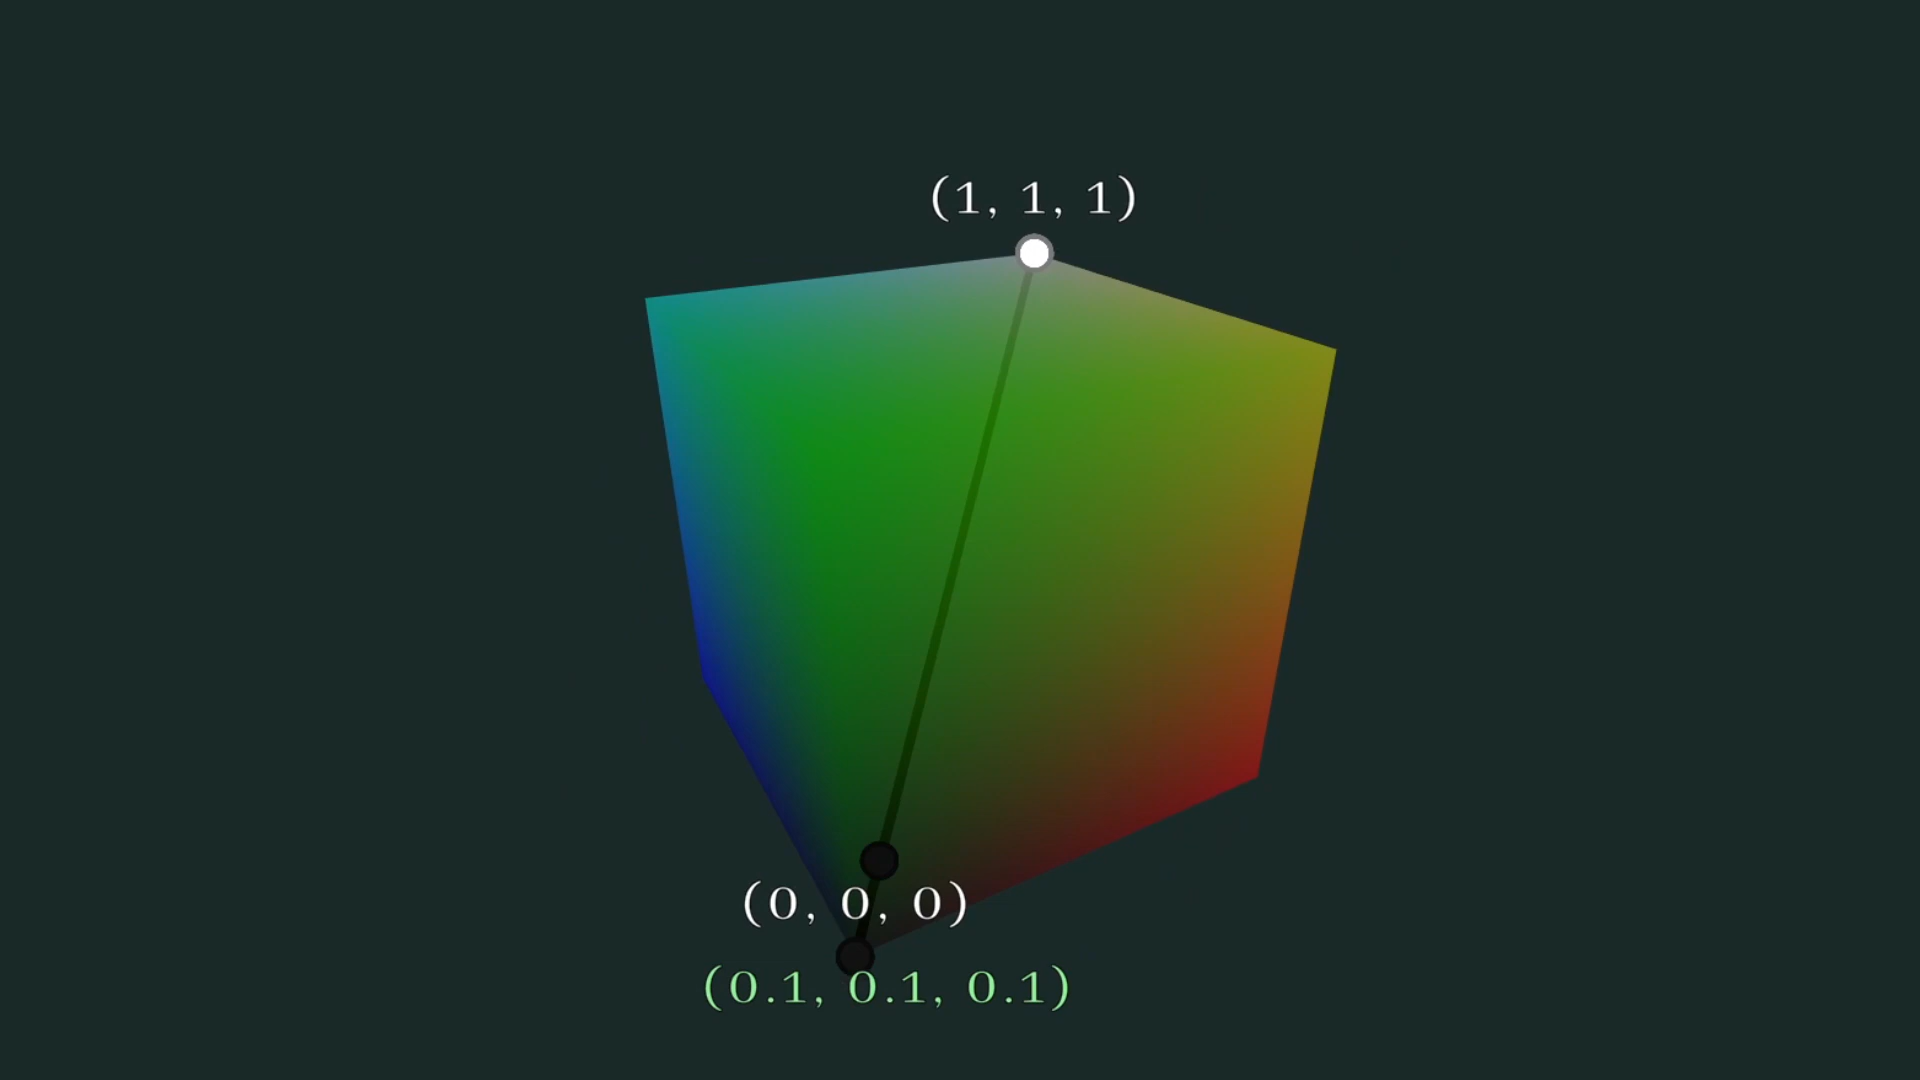 (1, 1, 1)
(0, 0, 0)
(0.1, 0.1, 0.1)